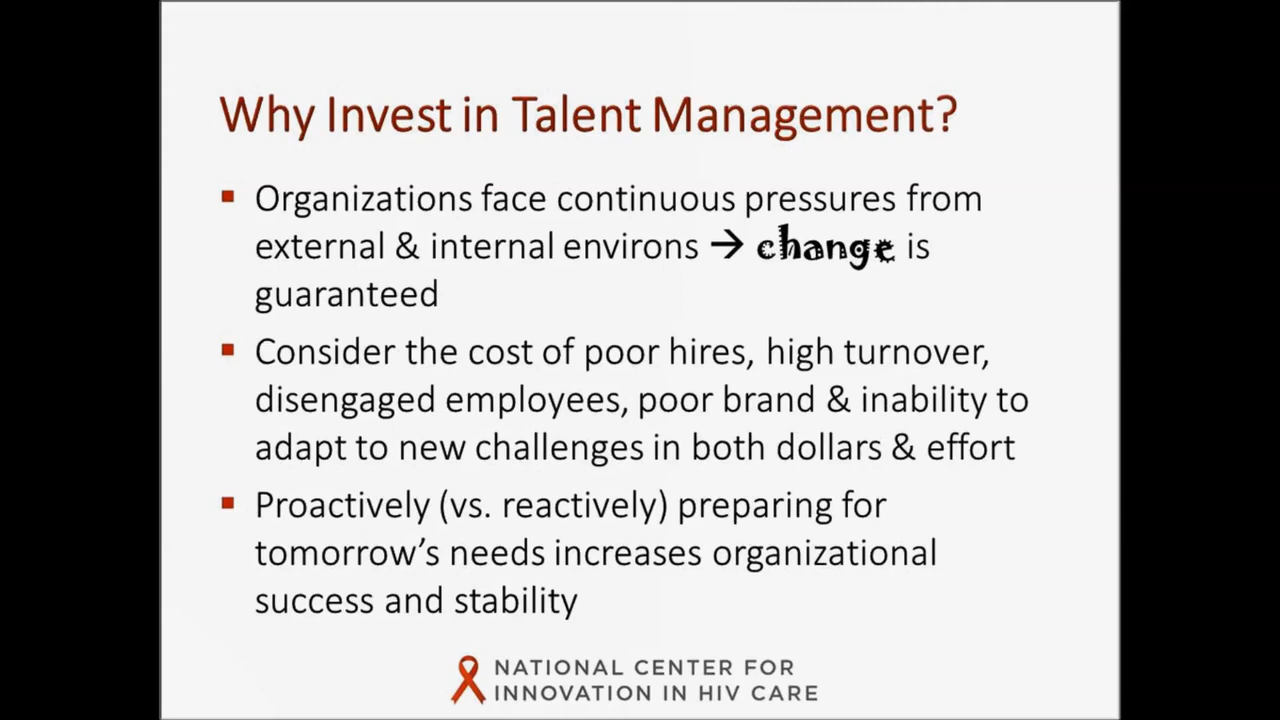 Why Invest in Talent Management?
Organizations face continuous pressures from
external & internal environs → change is
guaranteed
Consider the cost of poor hires, high turnover,
disengaged employees, poor brand & inability to
adapt to new challenges in both dollars & effort
Proactively (vs. reactively) preparing for
tomorrow’s needs increases organizational
success and stability
NATIONAL CENTER FOR
INNOVATION IN HIV CARE